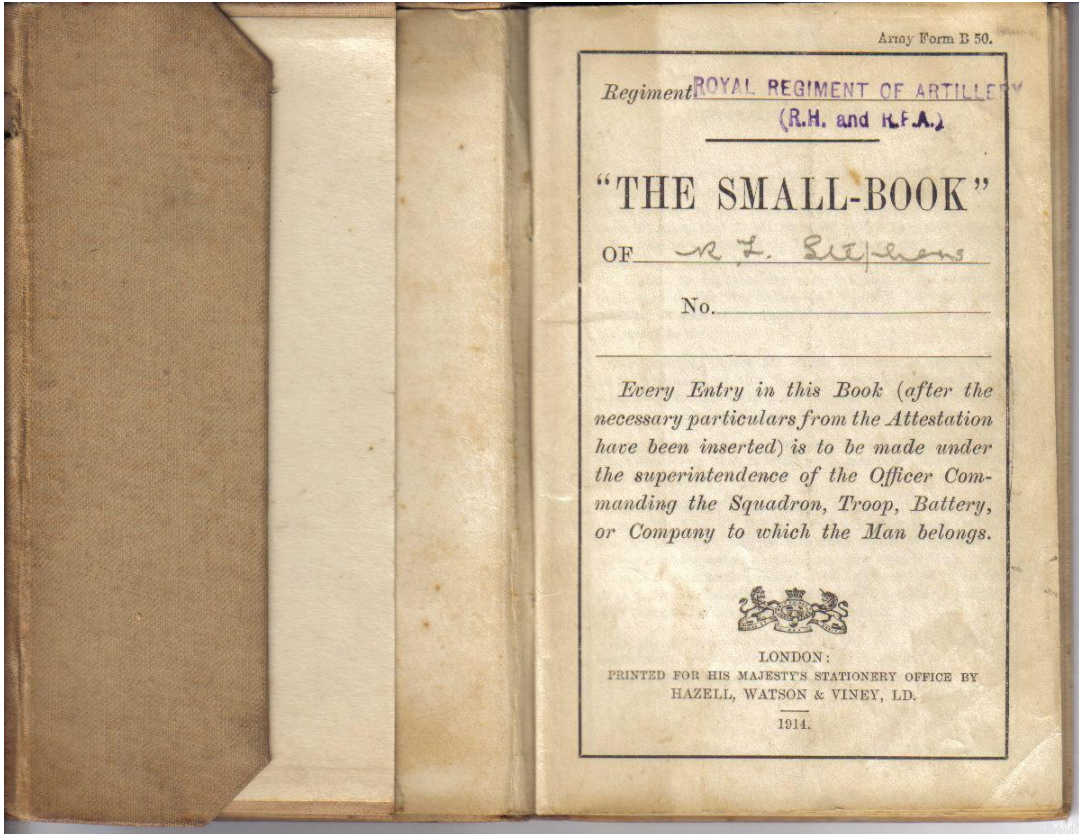 Army Form B 50.
Regiment ROYAL REGIMENT OF ARTILLERY
(R.H. and R.F.A.)
"THE SMALL-BOOK"
OF R F. Stephens
No.
Every Entry in this Book (after the
necessary particulars from the Attestation
have been inserted) is to be made under
the superintendence of the Officer Com-
manding the Squadron, Troop, Battery,
or Company to which the Man belongs.
LONDON:
PRINTED FOR HIS MAJESTY'S STATIONERY OFFICE BY
HAZELL, WATSON & VINEY, LD.
1914.